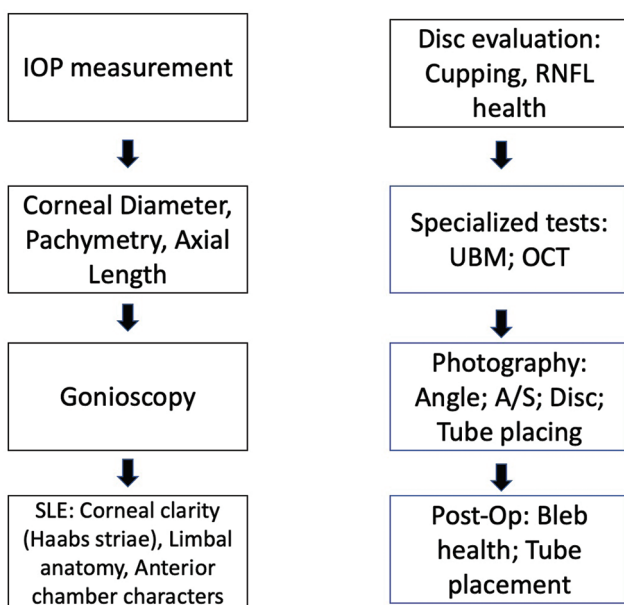 IOP measurement
Corneal Diameter,
Pachymetry, Axial
Length
Gonioscopy
SLE: Corneal clarity
(Haabs striae), Limbal
anatomy, Anterior
chamber characters
Disc evaluation:
Cupping, RNFL
health
Specialized tests:
UBM; OCT
Photography:
Angle; A/S; Disc;
Tube placing
Post-Op: Bleb
health; Tube
placement